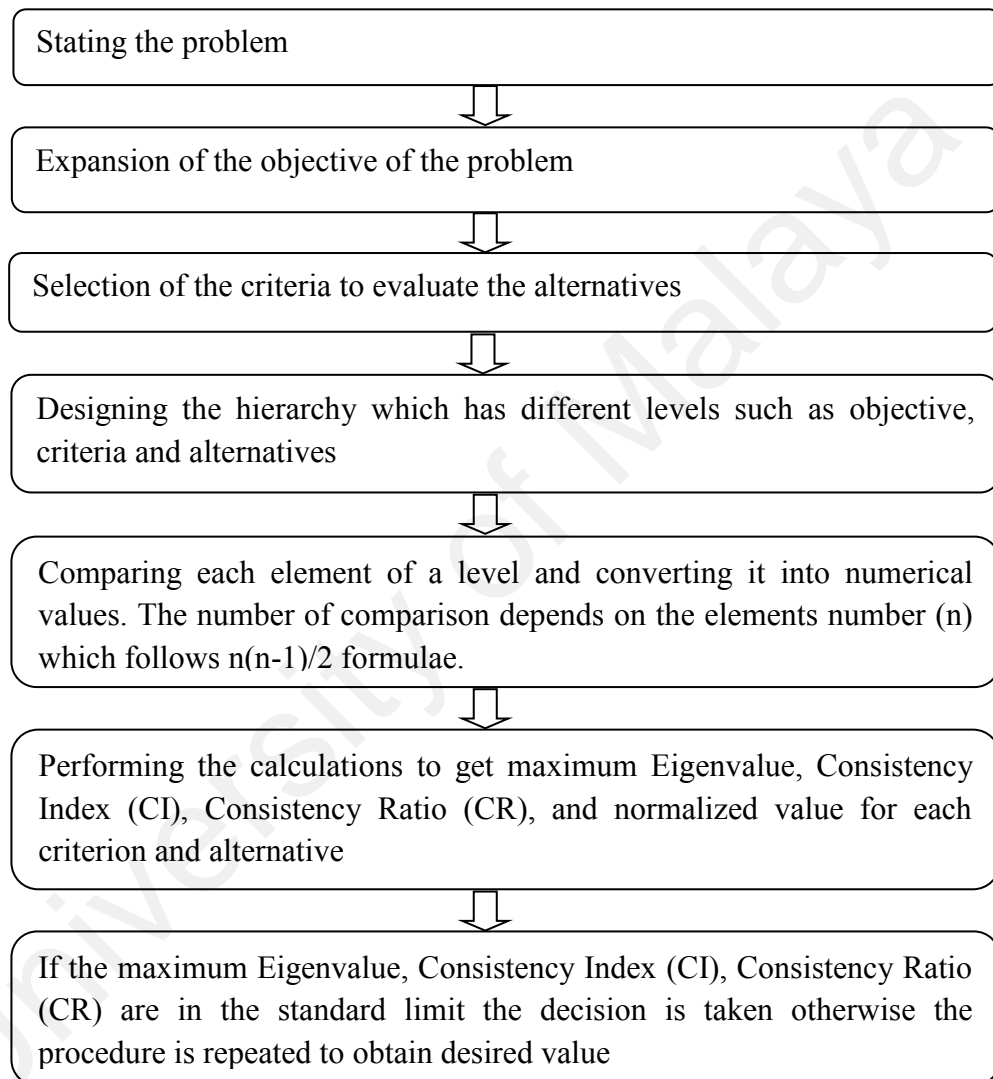 Stating the problem
Expansion of the objective of the problem
Selection of the criteria to evaluate the alternatives
Designing the hierarchy which has different levels such as objective,
criteria and alternatives
Comparing each element of a level and converting it into numerical
values. The number of comparison depends on the elements number (n)
which follows n(n-1)/2 formulae.
Performing the calculations to get maximum Eigenvalue, Consistency
Index (CI), Consistency Ratio (CR), and normalized value for each
criterion and alternative
If the maximum Eigenvalue, Consistency Index (CI), Consistency Ratio
(CR) are in the standard limit the decision is taken otherwise the
procedure is repeated to obtain desired value
University of Malaya